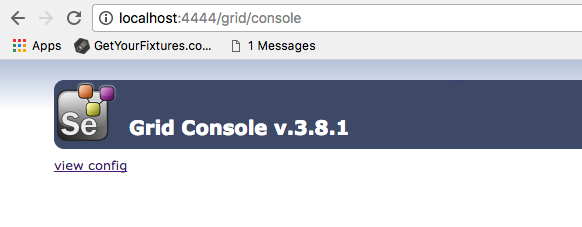 localhost:4444/grid/console
Apps GetYourFixtures.co... 1 Messages
Se
Grid Console v.3.8.1
view config